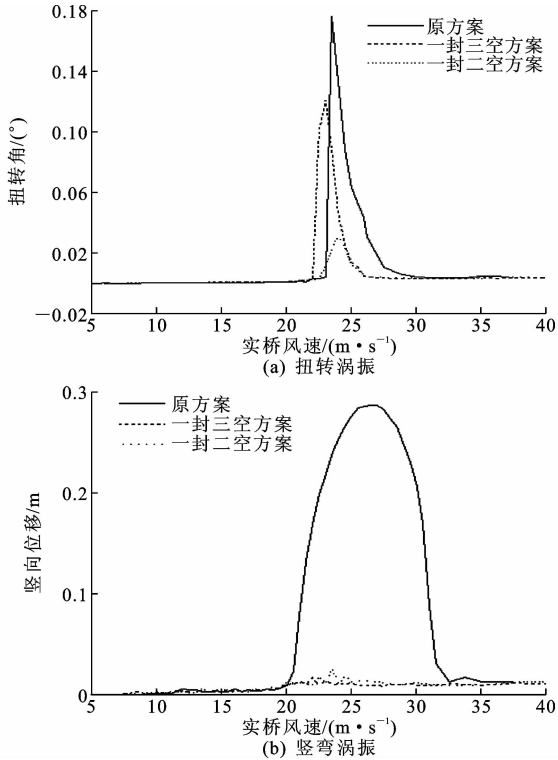 0.18
0.14
0.10
0.06
0.02
−0.02
扭转角/(°)
原方案
一封三空方案
一封二空方案
5 10 15 20 25 30 35 40
实桥风速/(m·s⁻¹)
(a) 扭转涡振
0.3
0.2
0.1
0
竖向位移/m
原方案
一封三空方案
一封二空方案
5 10 15 20 25 30 35 40
实桥风速/(m·s⁻¹)
(b) 竖弯涡振